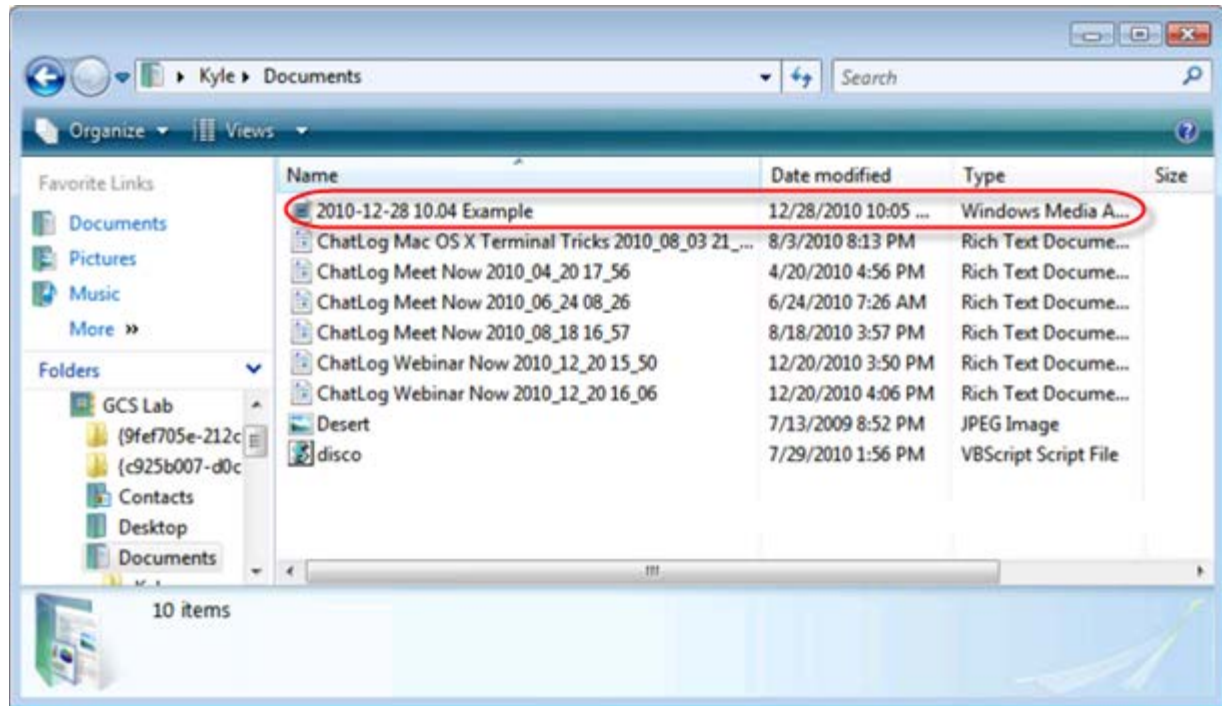 Kyle Documents Search
Organize Views
Favorite Links
Documents
Pictures
Music
More »
Folders
GCS Lab
{9fef705e-212c
{c925b007-d0c
Contacts
Desktop
Documents
Name Date modified Type Size
2010-12-28 10.04 Example 12/28/2010 10:05 ... Windows Media A...
ChatLog Mac OS X Terminal Tricks 2010_08_03 21_... 8/3/2010 8:13 PM Rich Text Docume...
ChatLog Meet Now 2010_04_20 17_56 4/20/2010 4:56 PM Rich Text Docume...
ChatLog Meet Now 2010_06_24 08_26 6/24/2010 7:26 AM Rich Text Docume...
ChatLog Meet Now 2010_08_18 16_57 8/18/2010 3:57 PM Rich Text Docume...
ChatLog Webinar Now 2010_12_20 15_50 12/20/2010 3:50 PM Rich Text Docume...
ChatLog Webinar Now 2010_12_20 16_06 12/20/2010 4:06 PM Rich Text Docume...
Desert 7/13/2009 8:52 PM JPEG Image
disco 7/29/2010 1:56 PM VBScript Script File
10 items